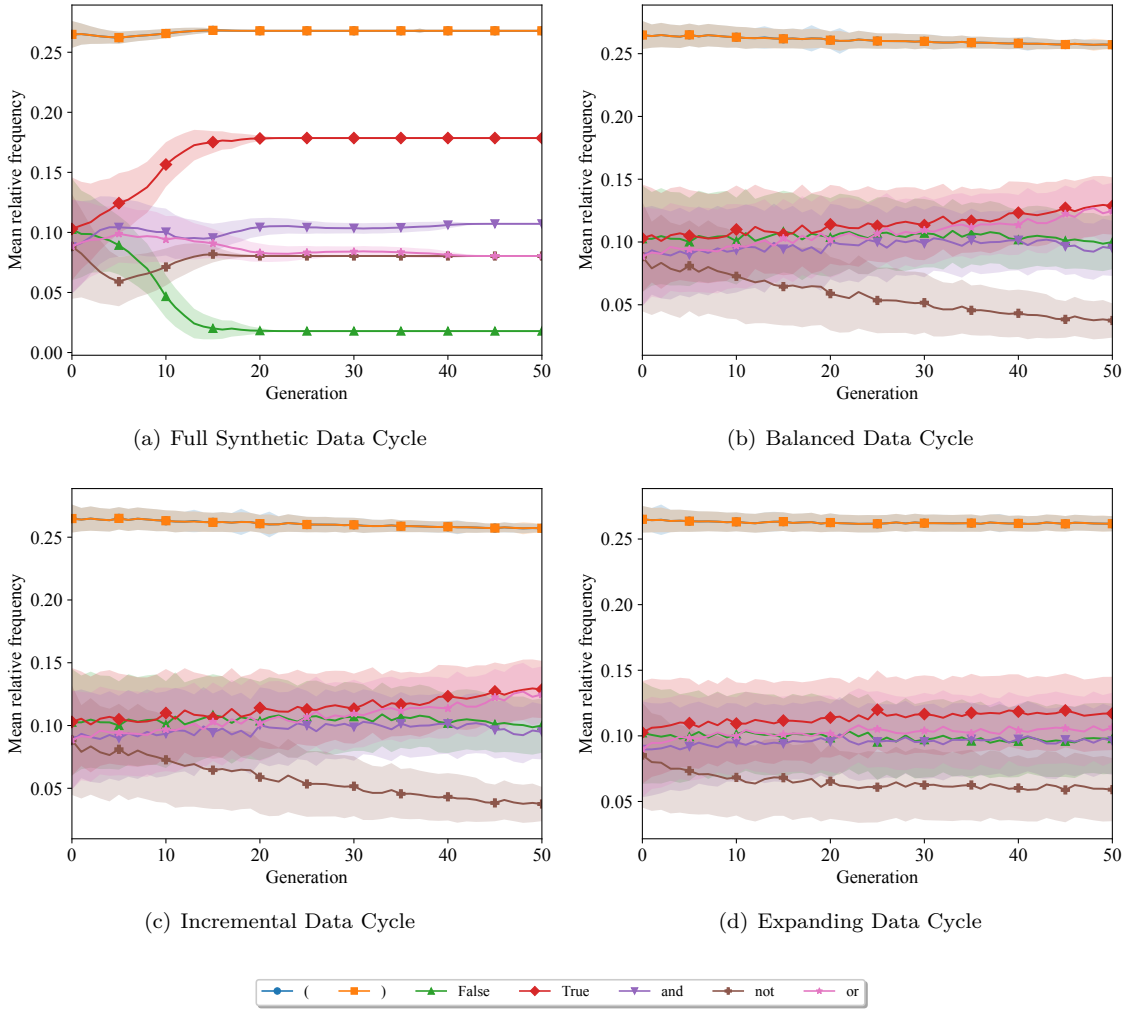 0.25
0.20
0.15
0.10
0.05
0.00
Mean relative frequency
0 10 20 30 40 50
Generation
(a) Full Synthetic Data Cycle
0.25
0.20
0.15
0.10
0.05
Mean relative frequency
0 10 20 30 40 50
Generation
(b) Balanced Data Cycle
0.25
0.20
0.15
0.10
0.05
Mean relative frequency
0 10 20 30 40 50
Generation
(c) Incremental Data Cycle
0.25
0.20
0.15
0.10
0.05
Mean relative frequency
0 10 20 30 40 50
Generation
(d) Expanding Data Cycle
( ) False True and not or